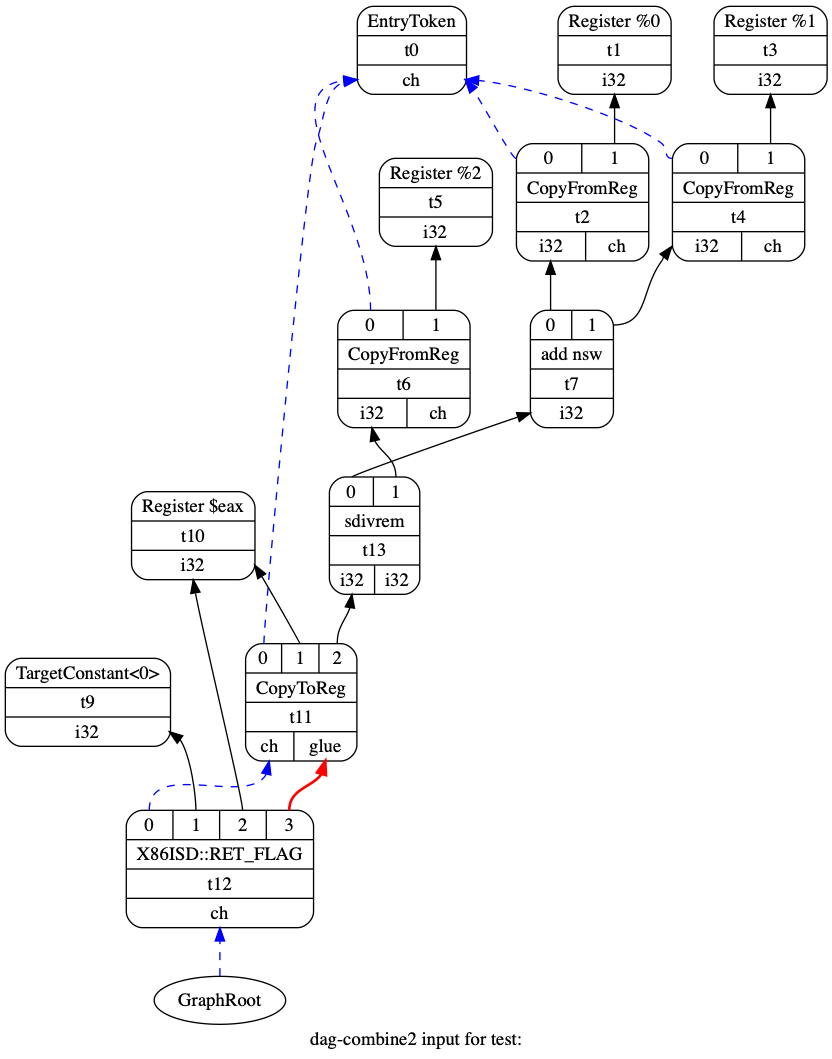 EntryToken
t0
ch
Register %0
t1
i32
Register %1
t3
i32
0 1
CopyFromReg
t2
i32 ch
0 1
CopyFromReg
t4
i32 ch
Register %2
t5
i32
0 1
CopyFromReg
t6
i32 ch
0 1
add nsw
t7
i32
0 1
sdivrem
t13
i32 i32
Register $eax
t10
i32
0 1 2
CopyToReg
t11
ch glue
TargetConstant<0>
t9
i32
0 1 2 3
X86ISD::RET_FLAG
t12
ch
GraphRoot
dag-combine2 input for test: